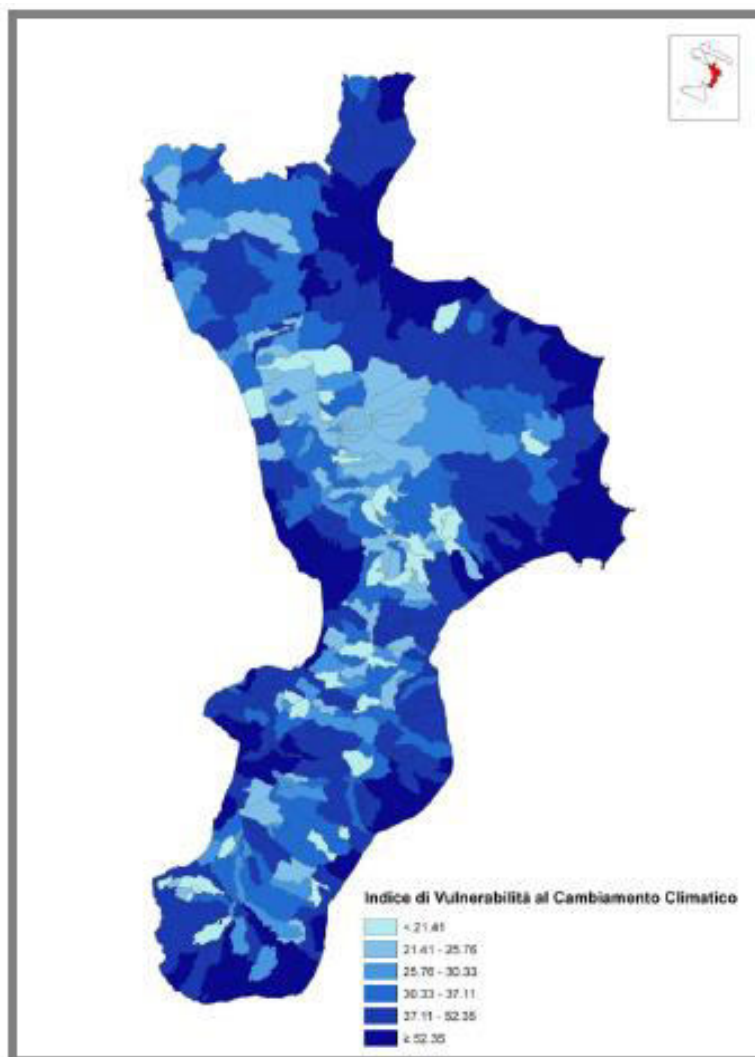 Indice di Vulnerabilità al Cambiamento Climatico
< 21.41
21.41 - 25.76
25.76 - 30.33
30.33 - 37.11
37.11 - 52.35
≥ 52.35